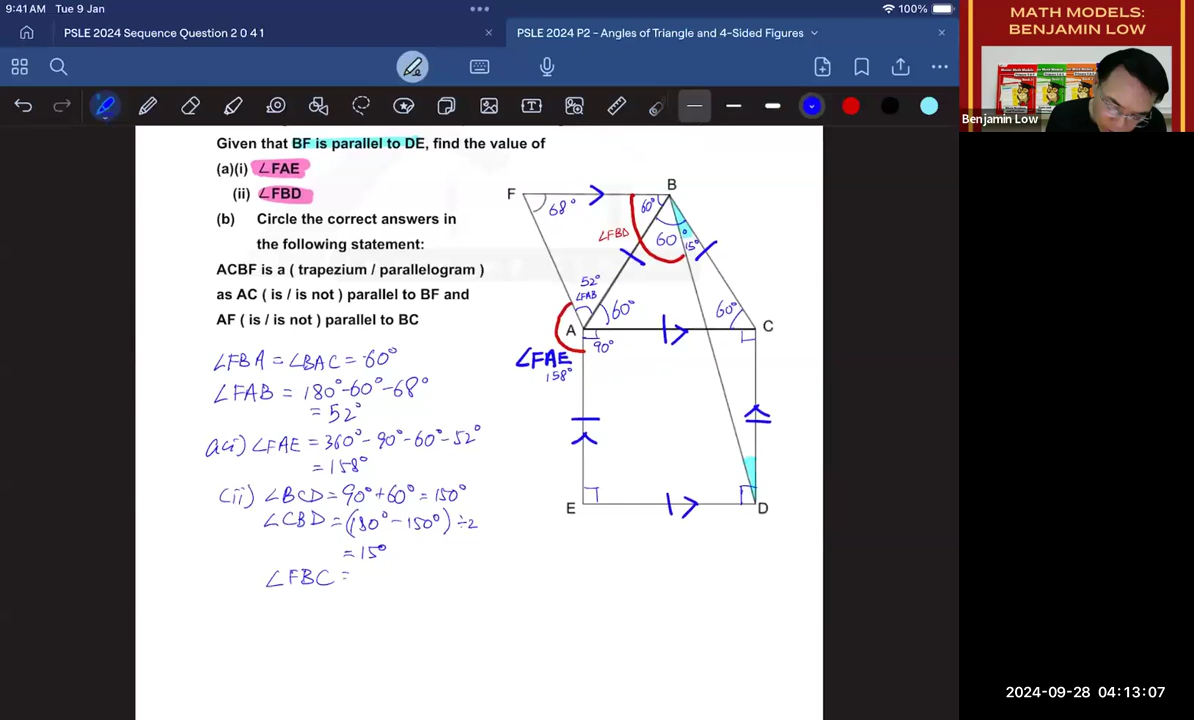 9:41 AM Tue 9 Jan
100%
PSLE 2024 Sequence Question 2 0 4 1
PSLE 2024 P2 - Angles of Triangle and 4-Sided Figures
MATH MODELS:
BENJAMIN LOW
Benjamin Low
Given that BF is parallel to DE, find the value of
(a)(i) ∠FAE
(ii) ∠FBD
(b) Circle the correct answers in
the following statement:
ACBF is a ( trapezium / parallelogram )
as AC ( is / is not ) parallel to BF and
AF ( is / is not ) parallel to BC
∠FBA = ∠BAC = 60°
∠FAB = 180° - 60° - 68°
= 52°
a(i) ∠FAE = 360° - 90° - 60° - 52°
= 158°
(ii) ∠BCD = 90° + 60° = 150°
∠CBD = (180° - 150°) ÷ 2
= 15°
∠FBC =
F
B
68°
60°
∠FBD
60°
15°
52°
∠FAB
60°
60°
A
C
90°
∠FAE
158°
E
D
2024-09-28 04:13:07